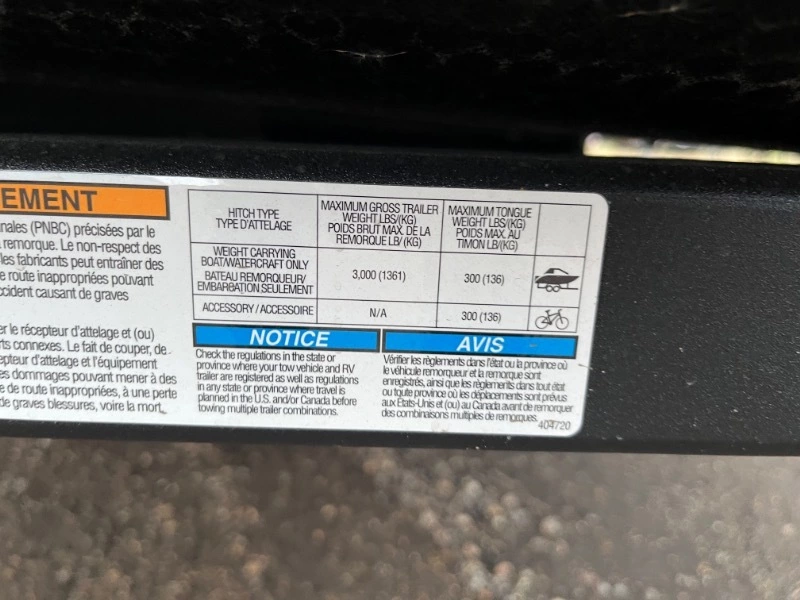 EMENT
nales (PNBC) précisées par le
remorque. Le non-respect des
les fabricants peut entraîner des
e route inappropriées pouvant
ccident causant de graves
er le récepteur d'attelage et (ou)
rts connexes. Le fait de couper, de
epteur d'attelage et l'équipement
es dommages pouvant mener à des
e de route inappropriées, à une perte
de graves blessures, voire la mort.
HITCH TYPE
TYPE D'ATTELAGE
MAXIMUM GROSS TRAILER
WEIGHT LBS/(KG)
POIDS BRUT MAX. DE LA
REMORQUE LB/ (KG)
MAXIMUM TONGUE
WEIGHT LBS/(KG)
POIDS MAX. AU
TIMON LB/(KG)
WEIGHT CARRYING
BOAT/WATERCRAFT ONLY
BATEAU REMORQUEUR/
EMBARBATION SEULEMENT
3,000 (1361)
300 (136)
ACCESSORY / ACCESSOIRE
N/A
300 (136)
NOTICE
Check the regulations in the state or
province where your tow vehicle and RV
trailer are registered as well as regulations
in any state or province where travel is
planned in the U.S. and/or Canada before
towing multiple trailer combinations.
AVIS
Vérifier les règlements dans l'état ou la province où
le véhicule remorqueur et la remorque sont
enregistrés, ainsi que les règlements dans tout état
ou toute province où les déplacements sont prévus
aux États-Unis et (ou) au Canada avant de remorquer
des combinaisons multiples de remorques.
404720